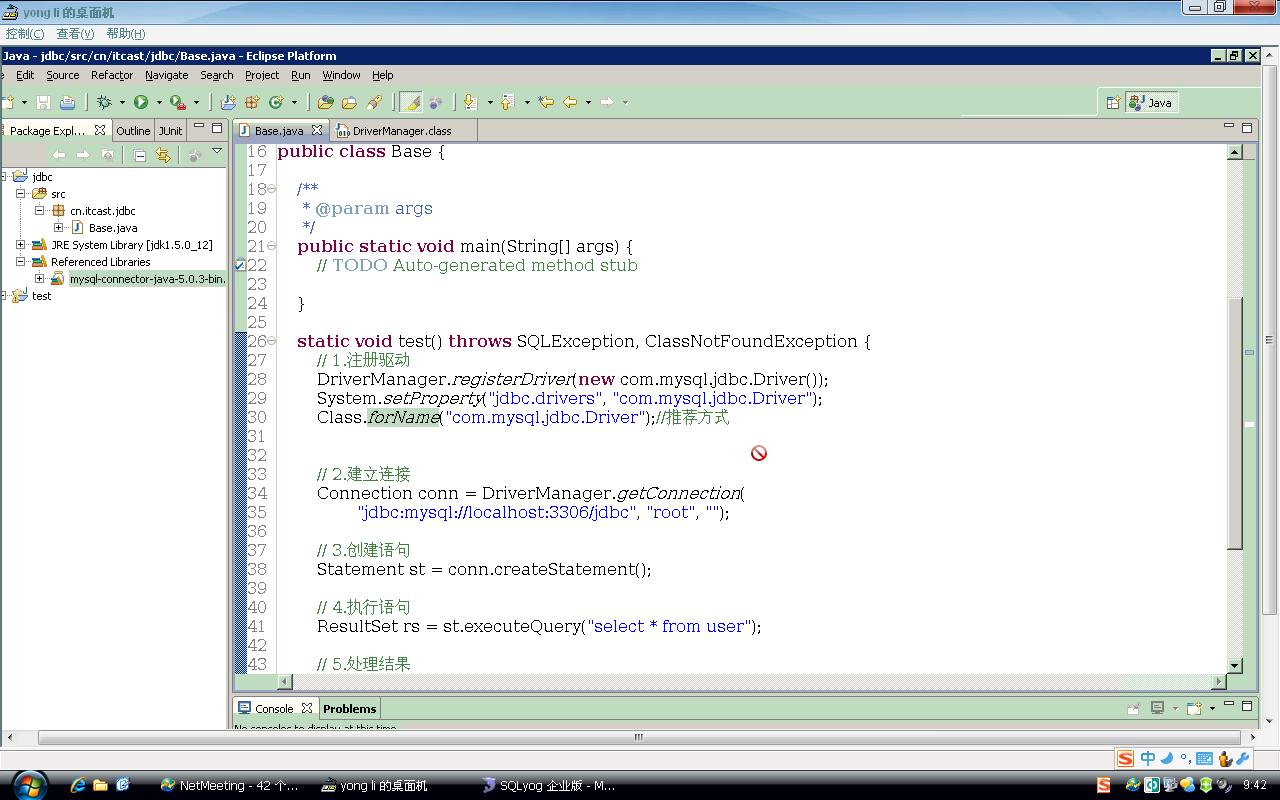 yong li 的桌面机
控制(C) 查看(V) 帮助(H)
Java - jdbc/src/cn/itcast/jdbc/Base.java - Eclipse Platform
Edit Source Refactor Navigate Search Project Run Window Help
Java
Package Expl... Outline JUnit
Base.java DriverManager.class
jdbc
src
cn.itcast.jdbc
Base.java
JRE System Library [jdk1.5.0_12]
Referenced Libraries
mysql-connector-java-5.0.3-bin.
test
16 public class Base {
17
18 /**
19 * @param args
20 */
21 public static void main(String[] args) {
22 // TODO Auto-generated method stub
23
24 }
25
26 static void test() throws SQLException, ClassNotFoundException {
27 // 1.注册驱动
28 DriverManager.registerDriver(new com.mysql.jdbc.Driver());
29 System.setProperty("jdbc.drivers", "com.mysql.jdbc.Driver");
30 Class.forName("com.mysql.jdbc.Driver");//推荐方式
31
32
33 // 2.建立连接
34 Connection conn = DriverManager.getConnection(
35 "jdbc:mysql://localhost:3306/jdbc", "root", "");
36
37 // 3.创建语句
38 Statement st = conn.createStatement();
39
40 // 4.执行语句
41 ResultSet rs = st.executeQuery("select * from user");
42
43 // 5.处理结果
Console Problems
No consoles to display at this time.
中
NetMeeting - 42 个... yong li 的桌面机 SQLyog 企业版 - M... 9:42